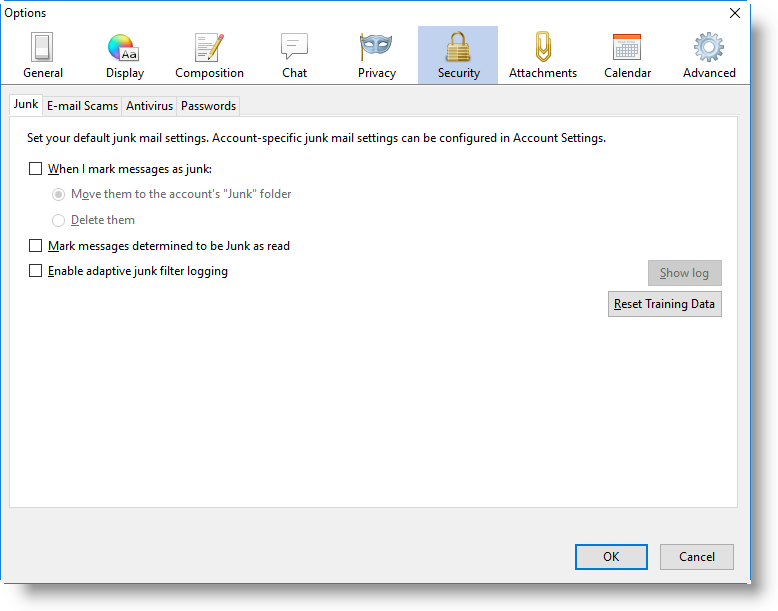 Options
Aa
General Display Composition Chat Privacy Security Attachments Calendar Advanced
Junk E-mail Scams Antivirus Passwords
Set your default junk mail settings. Account-specific junk mail settings can be configured in Account Settings.
When I mark messages as junk:
Move them to the account's "Junk" folder
Delete them
Mark messages determined to be Junk as read
Enable adaptive junk filter logging
Show log
Reset Training Data
OK Cancel